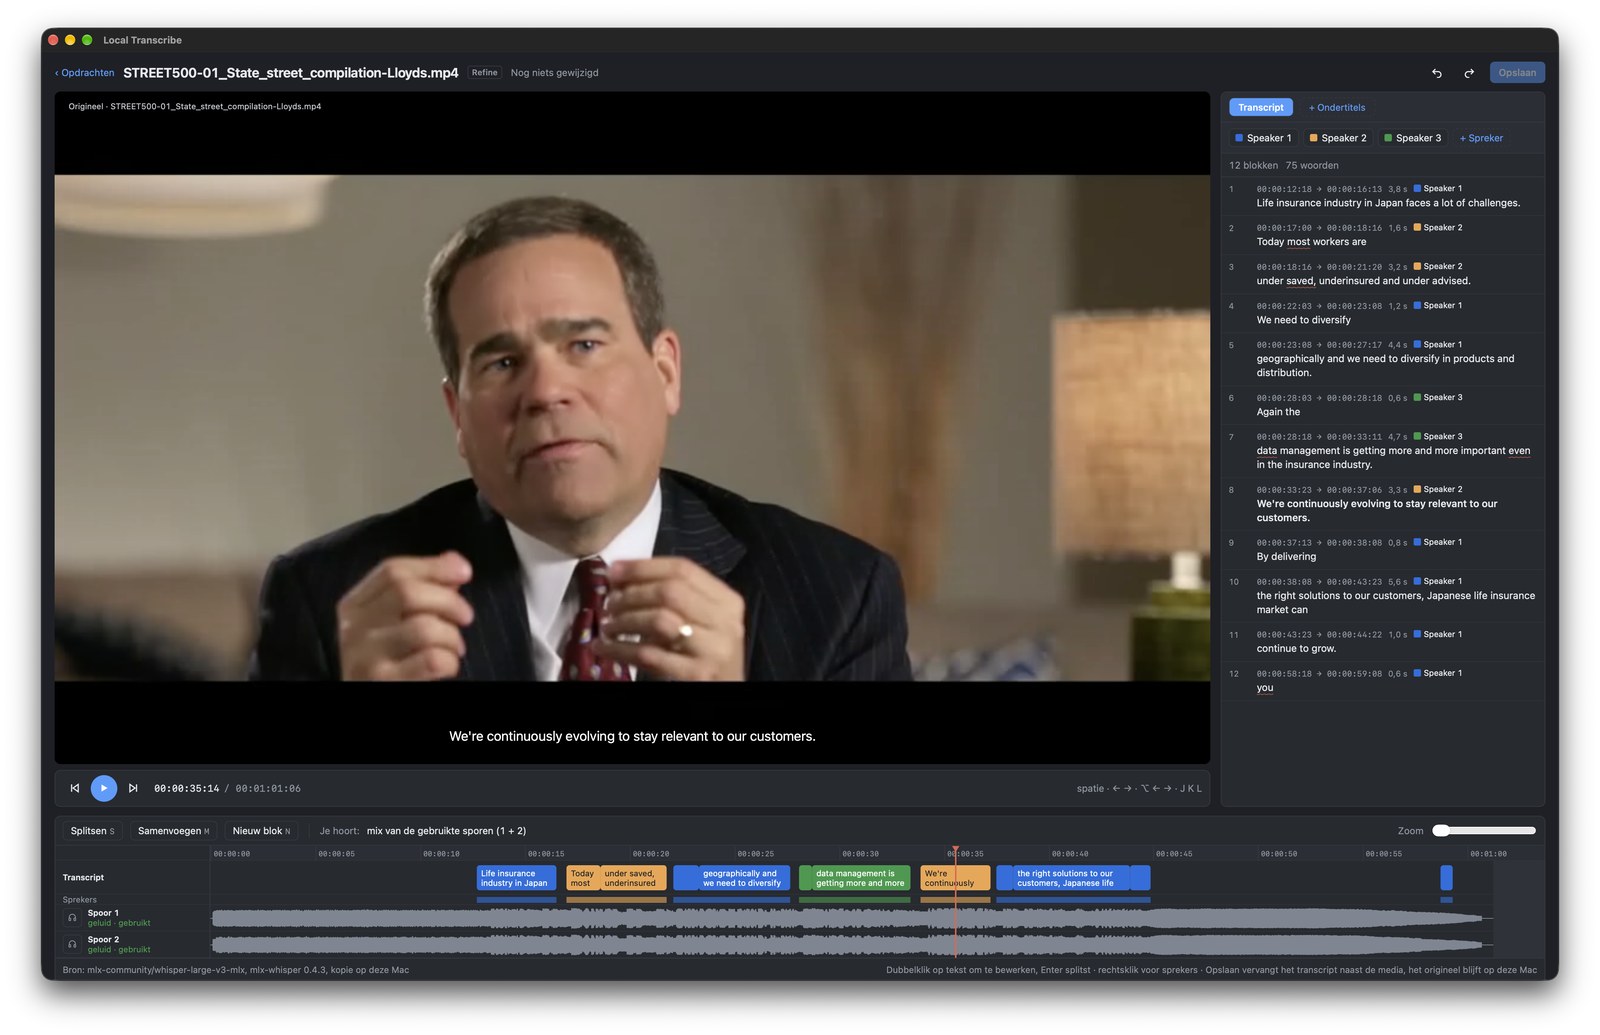 Local Transcribe
‹ Opdrachten STREET500-01_State_street_compilation-Lloyds.mp4 Refine Nog niets gewijzigd Opslaan
Origineel · STREET500-01_State_street_compilation-Lloyds.mp4
We're continuously evolving to stay relevant to our customers.
00:00:35:14 / 00:01:01:06 spatie · ← → · ⌥ ← → · J K L
Transcript + Ondertitels
Speaker 1 Speaker 2 Speaker 3 + Spreker
12 blokken 75 woorden
1 00:00:12:18 → 00:00:16:13 3,8 s Speaker 1
Life insurance industry in Japan faces a lot of challenges.
2 00:00:17:00 → 00:00:18:16 1,6 s Speaker 2
Today most workers are
3 00:00:18:16 → 00:00:21:20 3,2 s Speaker 2
under saved, underinsured and under advised.
4 00:00:22:03 → 00:00:23:08 1,2 s Speaker 1
We need to diversify
5 00:00:23:08 → 00:00:27:17 4,4 s Speaker 1
geographically and we need to diversify in products and
distribution.
6 00:00:28:03 → 00:00:28:18 0,6 s Speaker 3
Again the
7 00:00:28:18 → 00:00:33:11 4,7 s Speaker 3
data management is getting more and more important even
in the insurance industry.
8 00:00:33:23 → 00:00:37:06 3,3 s Speaker 2
We're continuously evolving to stay relevant to our
customers.
9 00:00:37:13 → 00:00:38:08 0,8 s Speaker 1
By delivering
10 00:00:38:08 → 00:00:43:23 5,6 s Speaker 1
the right solutions to our customers, Japanese life insurance
market can
11 00:00:43:23 → 00:00:44:22 1,0 s Speaker 1
continue to grow.
12 00:00:58:18 → 00:00:59:08 0,6 s Speaker 1
you
Splitsen S Samenvoegen M Nieuw blok N Je hoort: mix van de gebruikte sporen (1 + 2) Zoom
00:00:00 00:00:05 00:00:10 00:00:15 00:00:20 00:00:25 00:00:30 00:00:35 00:00:40 00:00:45 00:00:50 00:00:55 00:01:00
Transcript
Life insurance
industry in Japan
Today
most
under saved,
underinsured
geographically and
we need to diversify
data management is
getting more and more
We're
continuously
the right solutions to our
customers, Japanese life
Sprekers
Spoor 1
geluid · gebruikt
Spoor 2
geluid · gebruikt
Bron: mlx-community/whisper-large-v3-mlx, mlx-whisper 0.4.3, kopie op deze Mac
Dubbelklik op tekst om te bewerken, Enter splitst · rechtsklik voor sprekers · Opslaan vervangt het transcript naast de media, het origineel blijft op deze Mac